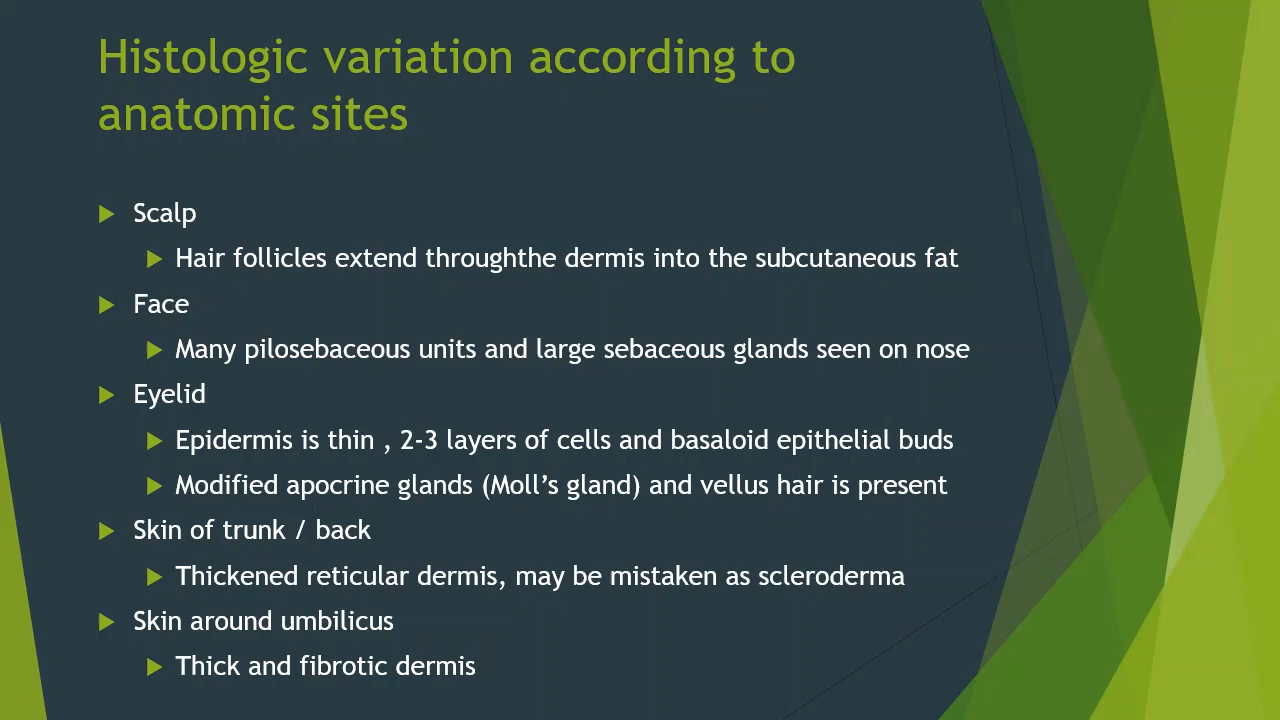 Histologic variation according to
anatomic sites
Scalp
Hair follicles extend throughthe dermis into the subcutaneous fat
Face
Many pilosebaceous units and large sebaceous glands seen on nose
Eyelid
Epidermis is thin , 2-3 layers of cells and basaloid epithelial buds
Modified apocrine glands (Moll’s gland) and vellus hair is present
Skin of trunk / back
Thickened reticular dermis, may be mistaken as scleroderma
Skin around umbilicus
Thick and fibrotic dermis